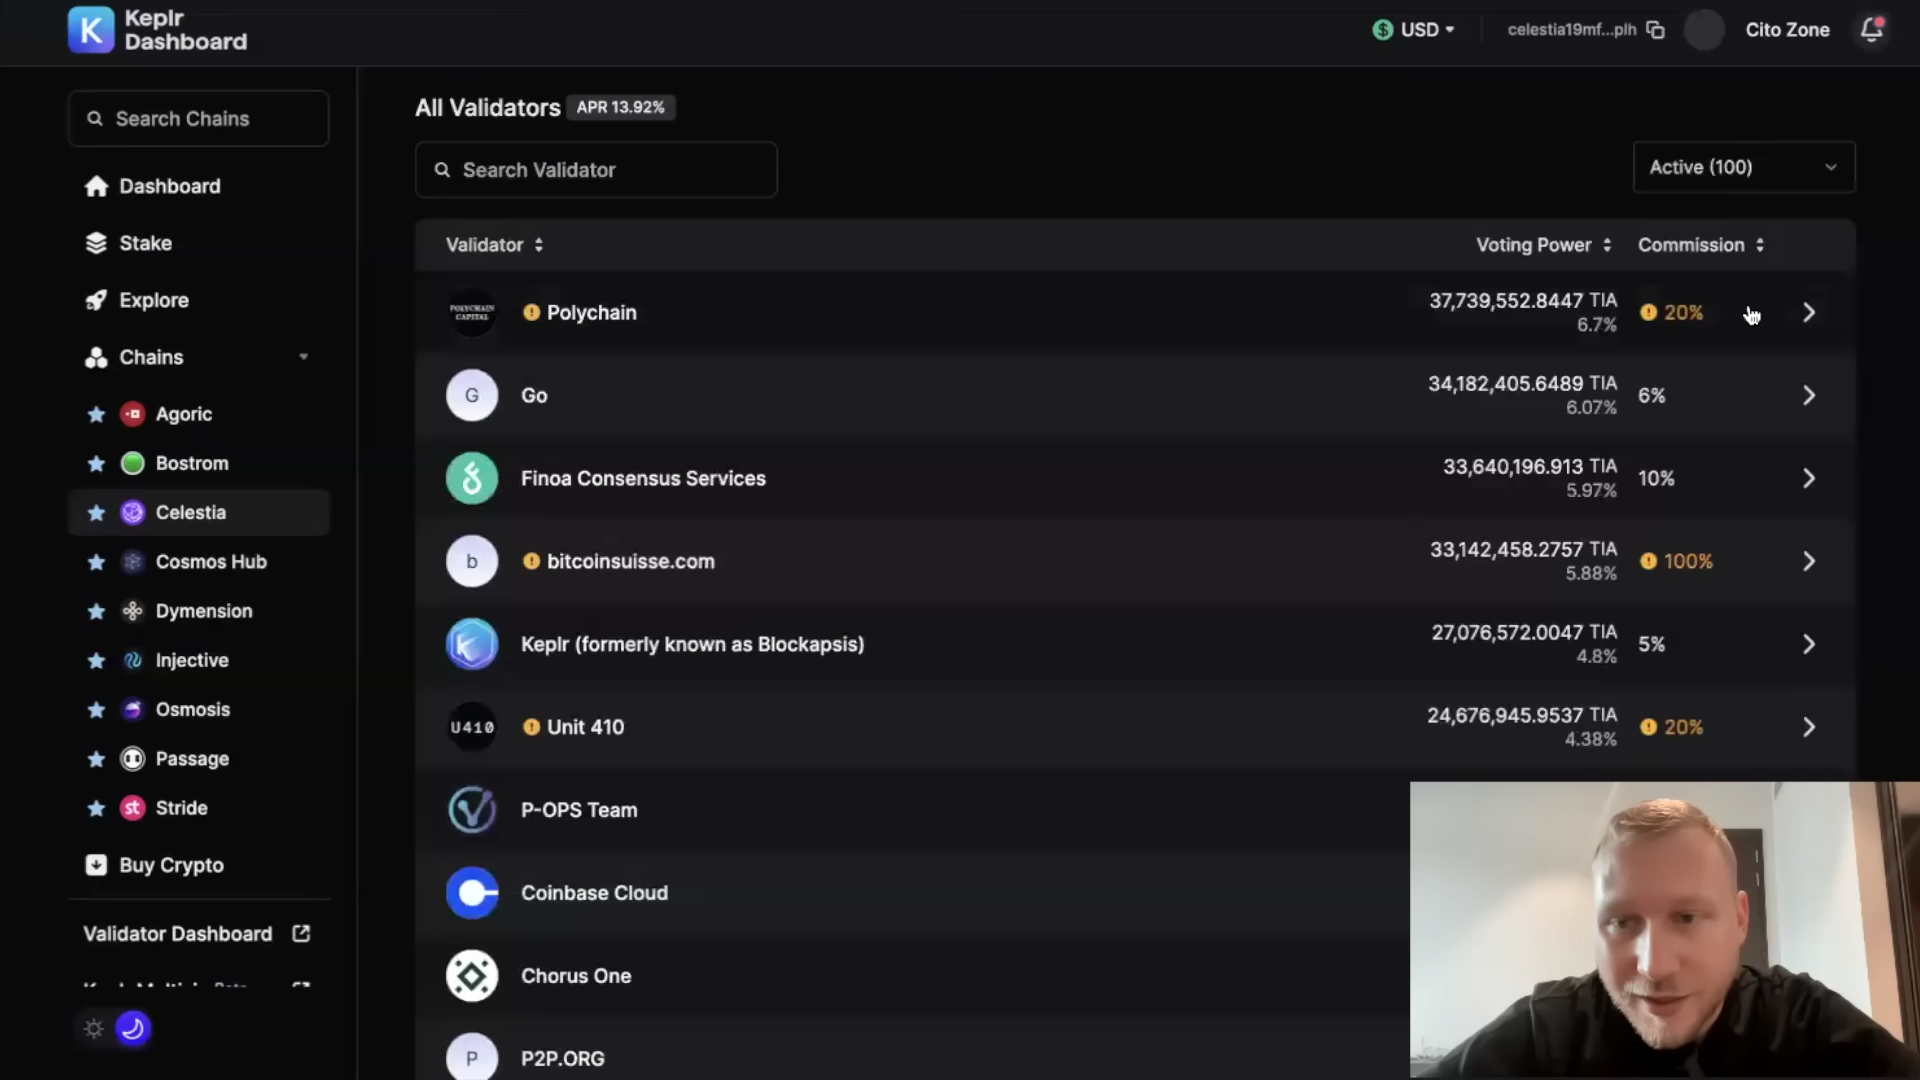 Keplr
Dashboard
USD
celestia19mf...plh
Cito Zone
Search Chains
Dashboard
Stake
Explore
Chains
Agoric
Bostrom
Celestia
Cosmos Hub
Dymension
Injective
Osmosis
Passage
Stride
Buy Crypto
Validator Dashboard
All Validators APR 13.92%
Search Validator
Active (100)
Validator Voting Power Commission
POLYCHAIN CAPITAL Polychain 37,739,552.8447 TIA 20%
6.7%
G Go 34,182,405.6489 TIA 6%
6.07%
Finoa Consensus Services 33,640,196.913 TIA 10%
5.97%
b bitcoinsuisse.com 33,142,458.2757 TIA 100%
5.88%
Keplr (formerly known as Blockapsis) 27,076,572.0047 TIA 5%
4.8%
U410 Unit 410 24,676,945.9537 TIA 20%
4.38%
P-OPS Team
Coinbase Cloud
Chorus One
P P2P.ORG